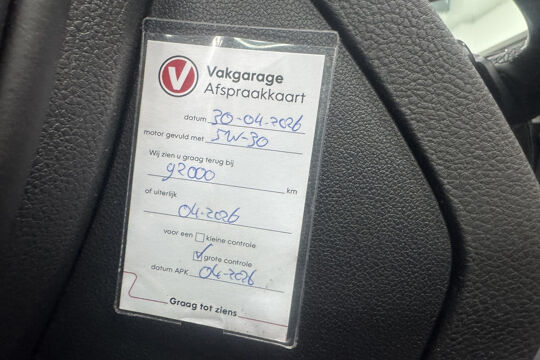 V Vakgarage
Afspraakkaart
datum 30-04-2026
motor gevuld met 5W-30
Wij zien u graag terug bij
92000 km
of uiterlijk
04-2026
voor een kleine controle
grote controle
datum APK 04-2026
Graag tot ziens